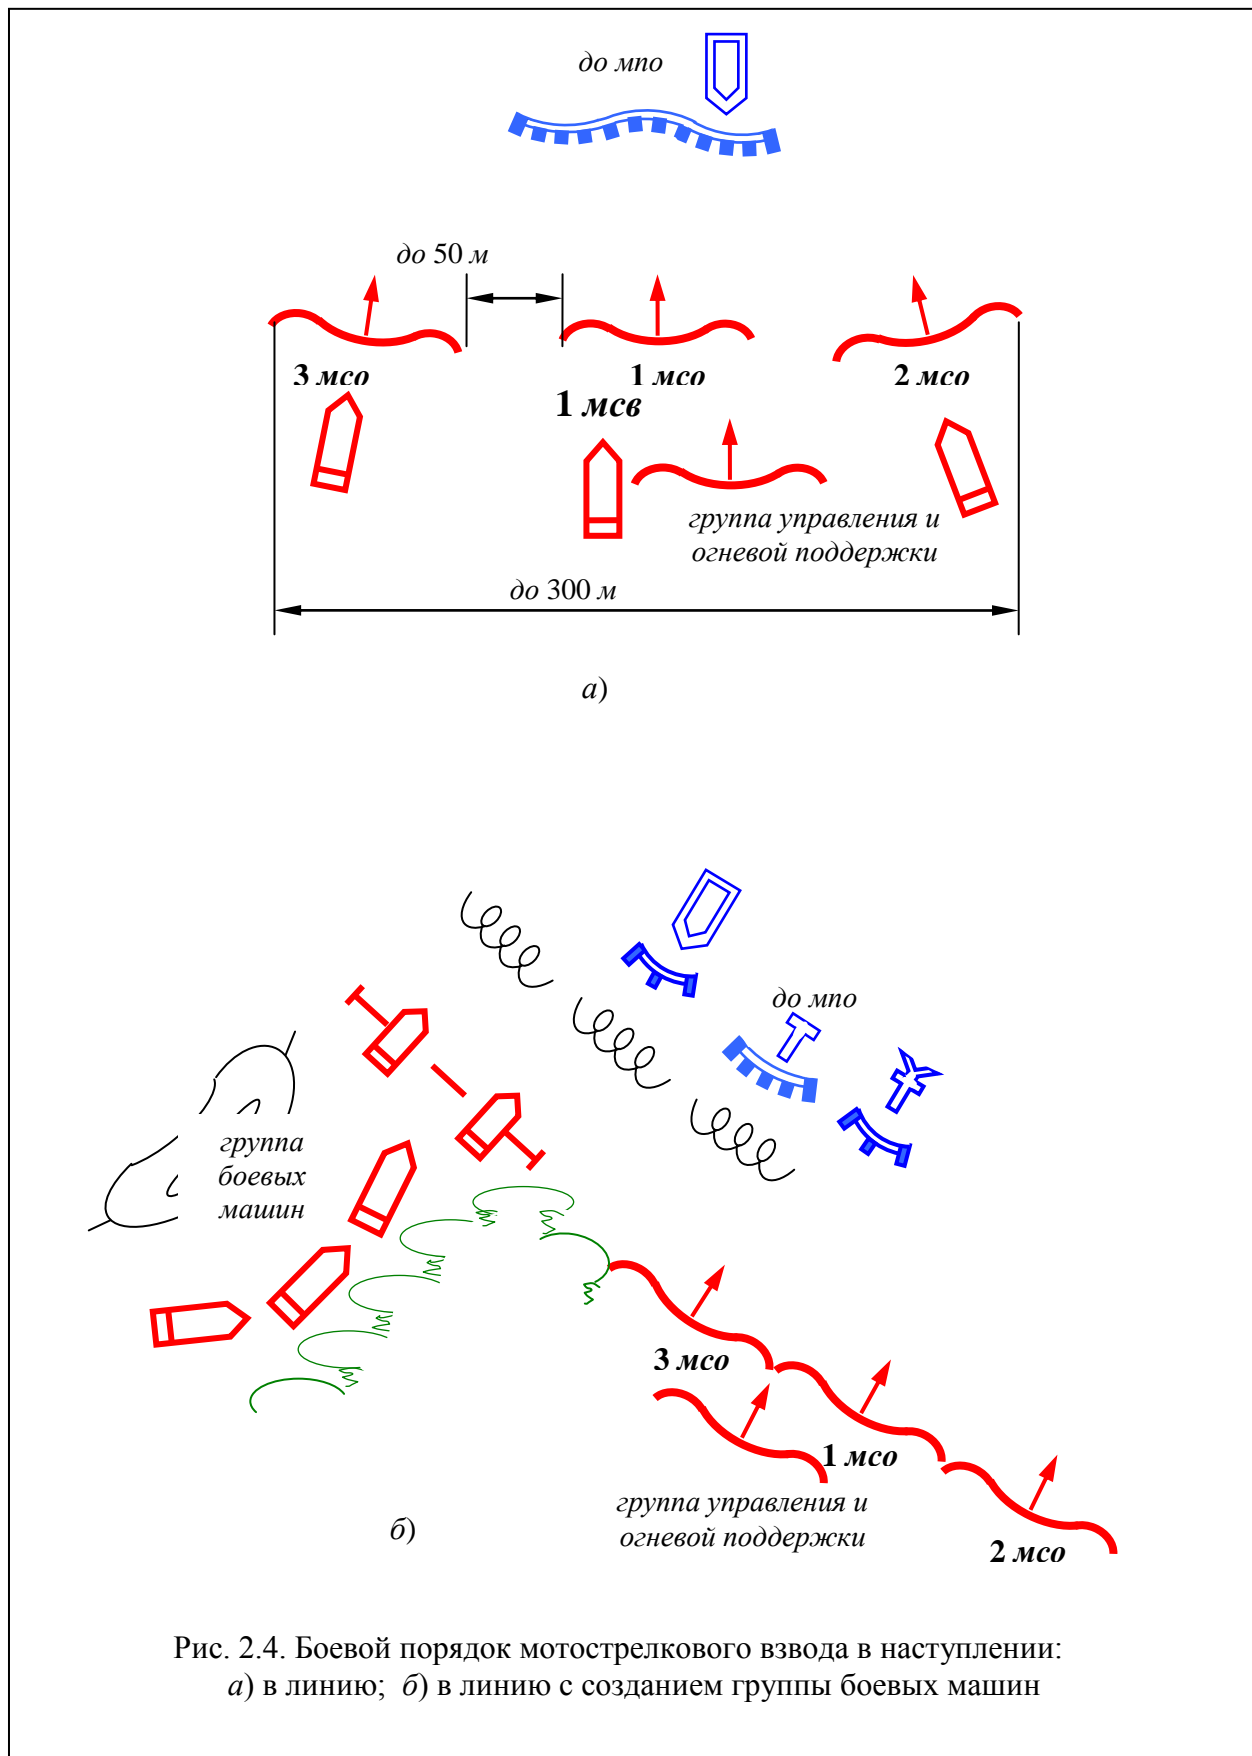 до мпо
до 50 м
3 мсо
1 мсо
2 мсо
1 мсв
группа управления и
огневой поддержки
до 300 м
а)
до мпо
группа
боевых
машин
3 мсо
1 мсо
группа управления и
огневой поддержки
б)
2 мсо
Рис. 2.4. Боевой порядок мотострелкового взвода в наступлении:
а) в линию; б) в линию с созданием группы боевых машин